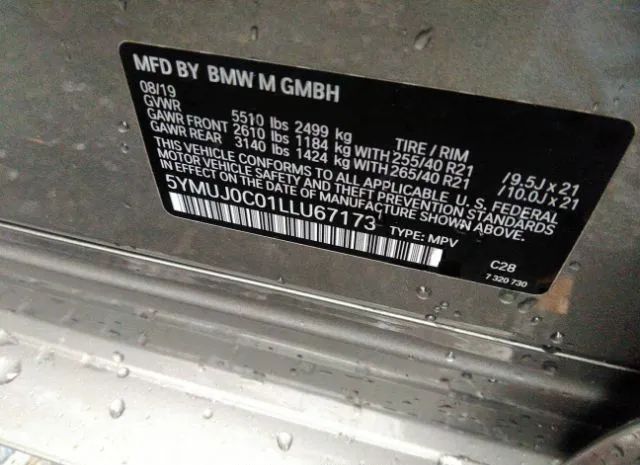 MFD BY BMW M GMBH
08/19
GVWR 5510 lbs 2499 kg TIRE / RIM
GAWR FRONT 2610 lbs 1184 kg WITH 255/40 R21 /9.5J x 21
GAWR REAR 3140 lbs 1424 kg WITH 265/40 R21 /10.0J x 21
THIS VEHICLE CONFORMS TO ALL APPLICABLE U. S. FEDERAL
MOTOR VEHICLE SAFETY AND THEFT PREVENTION STANDARDS
IN EFFECT ON THE DATE OF MANUFACTURE SHOWN ABOVE.
5YMUJ0C01LLU67173
TYPE: MPV
C28
7 320 730